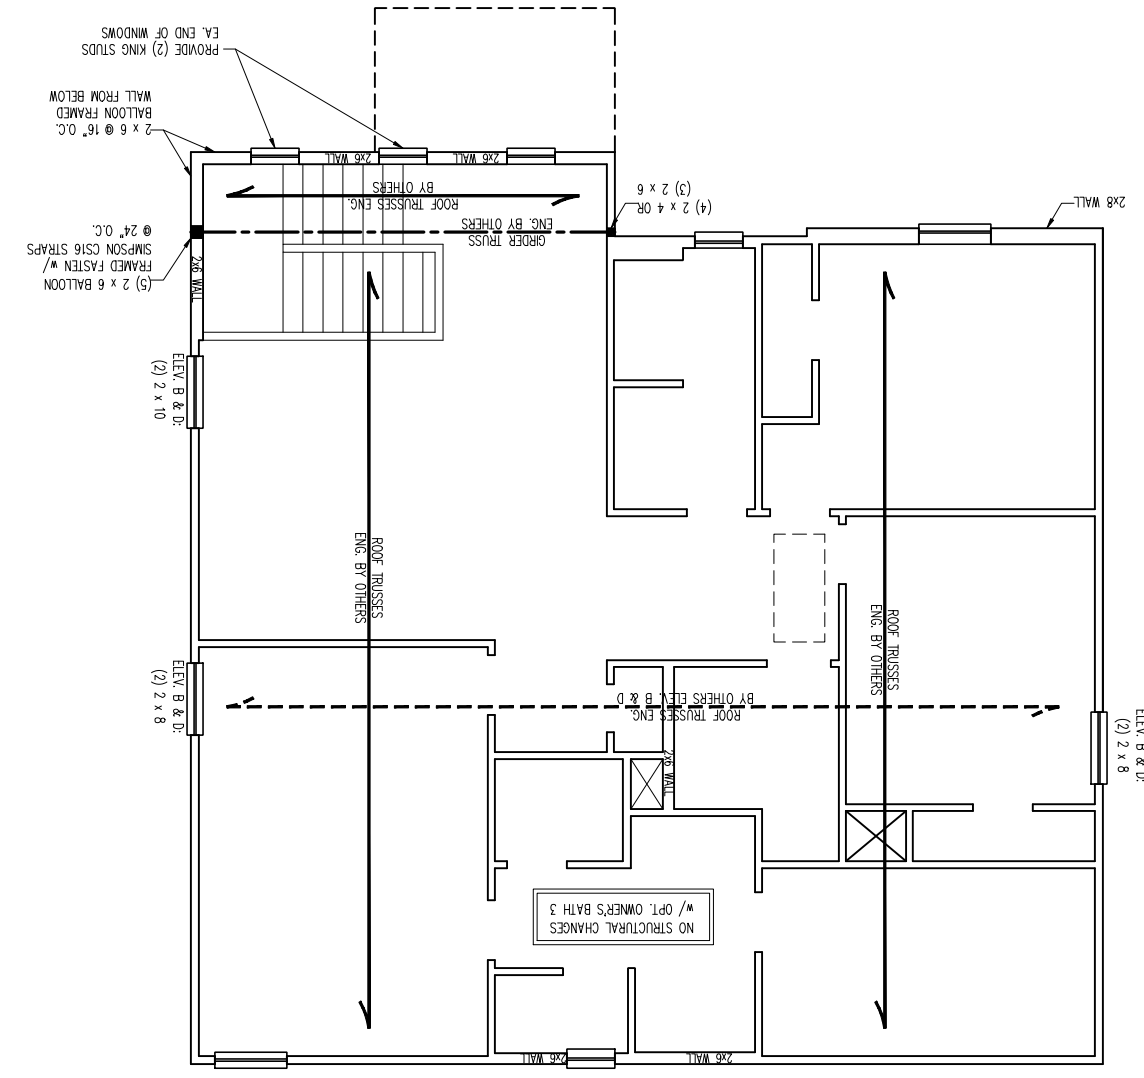 PROVIDE (2) KING STUDS
EA. END OF WINDOWS
2 x 6 @ 16" O.C.
BALLOON FRAMED
WALL FROM BELOW
2x6 WALL
2x6 WALL
ROOF TRUSSES ENG.
BY OTHERS
GIRDER TRUSS
ENG. BY OTHERS
(4) 2 x 4 OR
(3) 2 x 6
2x8 WALL
(5) 2 x 6 BALLOON
FRAMED FASTEN w/
SIMPSON CS16 STRAPS
@ 24" O.C.
2x6 WALL
ELEV. B & D:
(2) 2 x 10
ROOF TRUSSES
ENG. BY OTHERS
ROOF TRUSSES
ENG. BY OTHERS
ELEV. B & D:
(2) 2 x 8
ROOF TRUSSES ENG.
BY OTHERS ELEV. B & D
2x6 WALL
ELEV. B & D:
(2) 2 x 8
NO STRUCTURAL CHANGES
w/ OPT. OWNER'S BATH 3
2x6 WALL
2x6 WALL